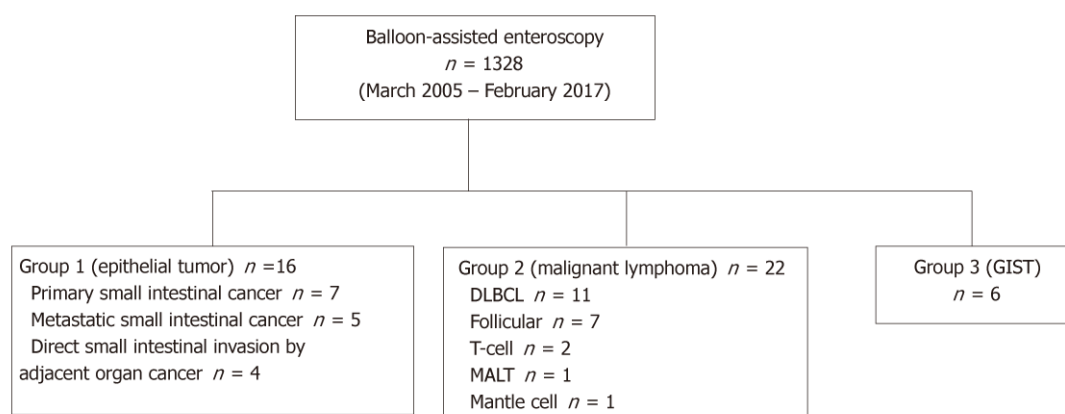 Balloon-assisted enteroscopy
n = 1328
(March 2005 – February 2017)
Group 1 (epithelial tumor) n =16
Primary small intestinal cancer n = 7
Metastatic small intestinal cancer n = 5
Direct small intestinal invasion by
adjacent organ cancer n = 4
Group 2 (malignant lymphoma) n = 22
DLBCL n = 11
Follicular n = 7
T-cell n = 2
MALT n = 1
Mantle cell n = 1
Group 3 (GIST)
n = 6